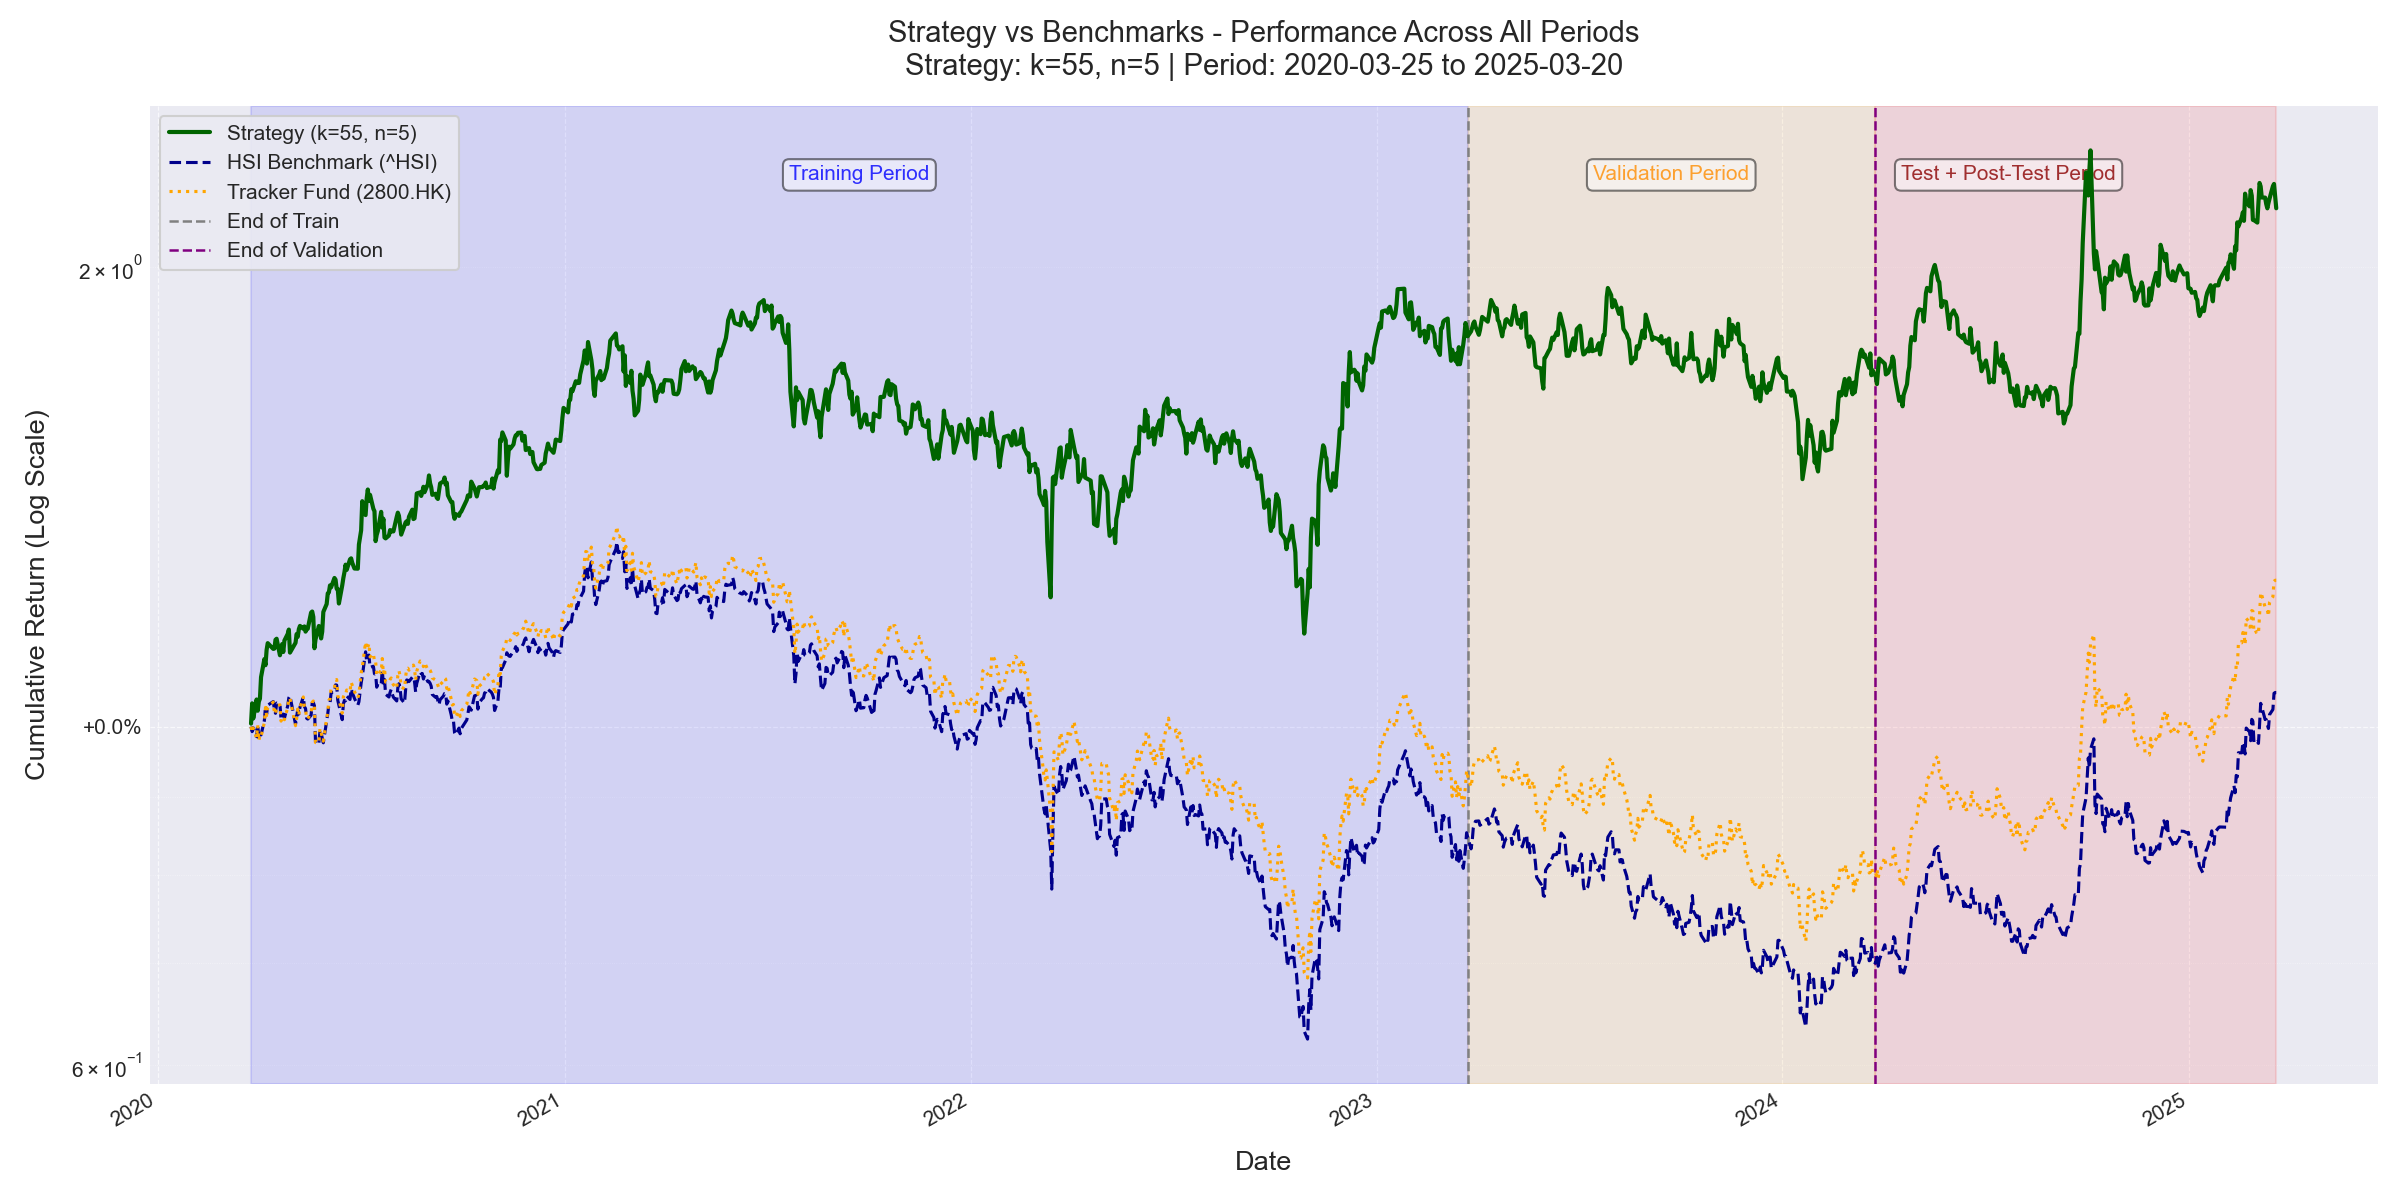 Strategy vs Benchmarks - Performance Across All Periods
Strategy: k=55, n=5 | Period: 2020-03-25 to 2025-03-20
Strategy (k=55, n=5)
HSI Benchmark (^HSI)
Tracker Fund (2800.HK)
End of Train
End of Validation
Training Period
Validation Period
Test + Post-Test Period
Cumulative Return (Log Scale)
2 × 10⁰
+0.0%
6 × 10⁻¹
2020
2021
2022
2023
2024
2025
Date